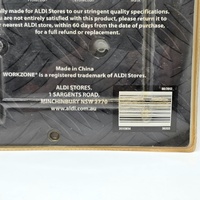 ally made for ALDI Stores to our stringent quality specifications.
are not entirely satisfied with this product, please return it to
nearest ALDI store, within 60 days from the date of purchase,
for a full refund or replacement.
Made in China
WORKZONE® is a registered trademark of ALDI Stores.
ALDI STORES,
1 SARGENTS ROAD,
MINCHINBURY NSW 2770
www.aldi.com.au